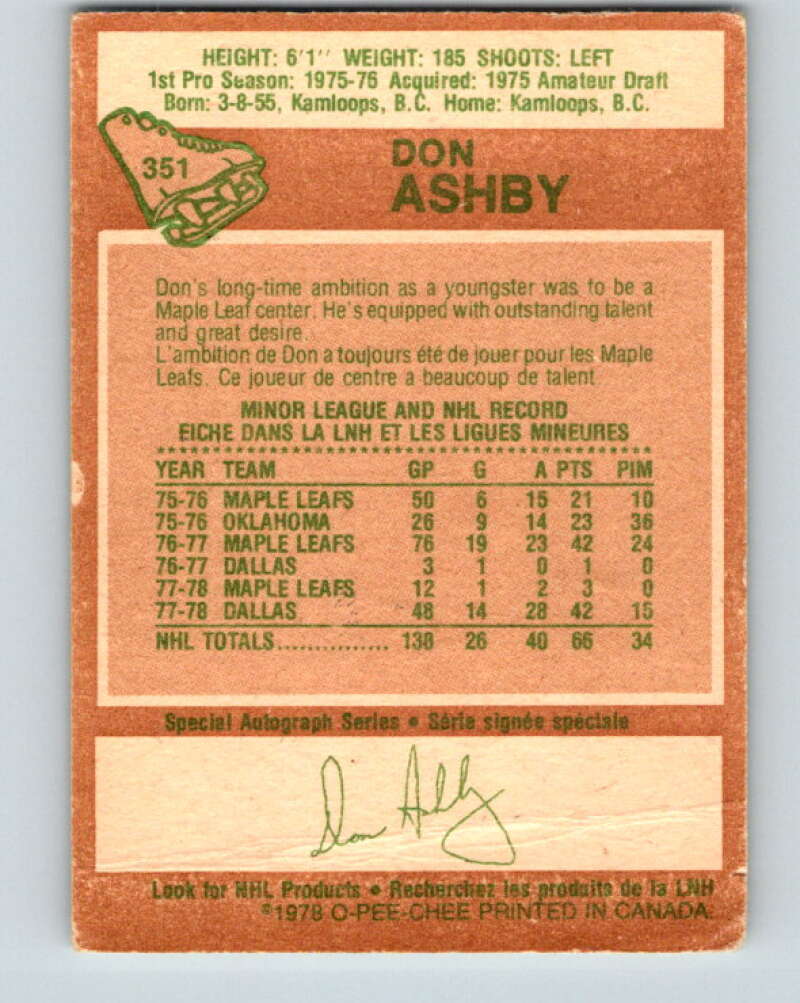 HEIGHT: 6'1'' WEIGHT: 185 SHOOTS: LEFT
1st Pro Season: 1975-76 Acquired: 1975 Amateur Draft
Born: 3-8-55, Kamloops, B.C. Home: Kamloops, B.C.
351
DON
ASHBY
Don's long-time ambition as a youngster was to be a
Maple Leaf center. He's equipped with outstanding talent
and great desire.
L'ambition de Don a toujours été de jouer pour les Maple
Leafs. Ce joueur de centre a beaucoup de talent.
MINOR LEAGUE AND NHL RECORD
FICHE DANS LA LNH ET LES LIGUES MINEURES
YEAR TEAM GP G A PTS PIM
75-76 MAPLE LEAFS 50 6 15 21 10
75-76 OKLAHOMA 26 9 14 23 36
76-77 MAPLE LEAFS 76 19 23 42 24
76-77 DALLAS 3 1 0 1 0
77-78 MAPLE LEAFS 12 1 2 3 0
77-78 DALLAS 48 14 28 42 15
NHL TOTALS................ 138 26 40 66 34
Special Autograph Series • Série signée spéciale
Don Ashby
Look for NHL Products • Recherchez les produits de la LNH
©1978 O-PEE-CHEE PRINTED IN CANADA.